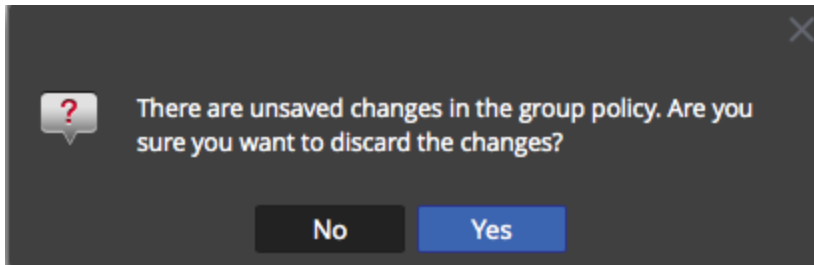 ?
There are unsaved changes in the group policy. Are you
sure you want to discard the changes?
No
Yes